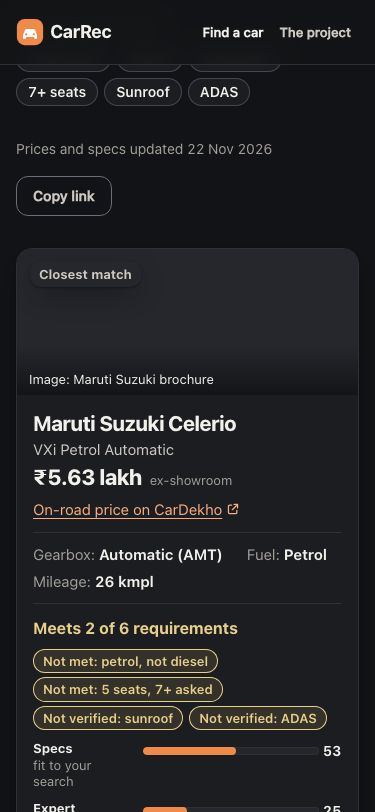 CarRec
Find a car The project
7+ seats Sunroof ADAS
Prices and specs updated 22 Nov 2026
Copy link
Closest match
Image: Maruti Suzuki brochure
Maruti Suzuki Celerio
VXi Petrol Automatic
₹5.63 lakh ex-showroom
On-road price on CarDekho
Gearbox: Automatic (AMT) Fuel: Petrol
Mileage: 26 kmpl
Meets 2 of 6 requirements
Not met: petrol, not diesel
Not met: 5 seats, 7+ asked
Not verified: sunroof Not verified: ADAS
Specs 53
fit to your
search
Expert 25